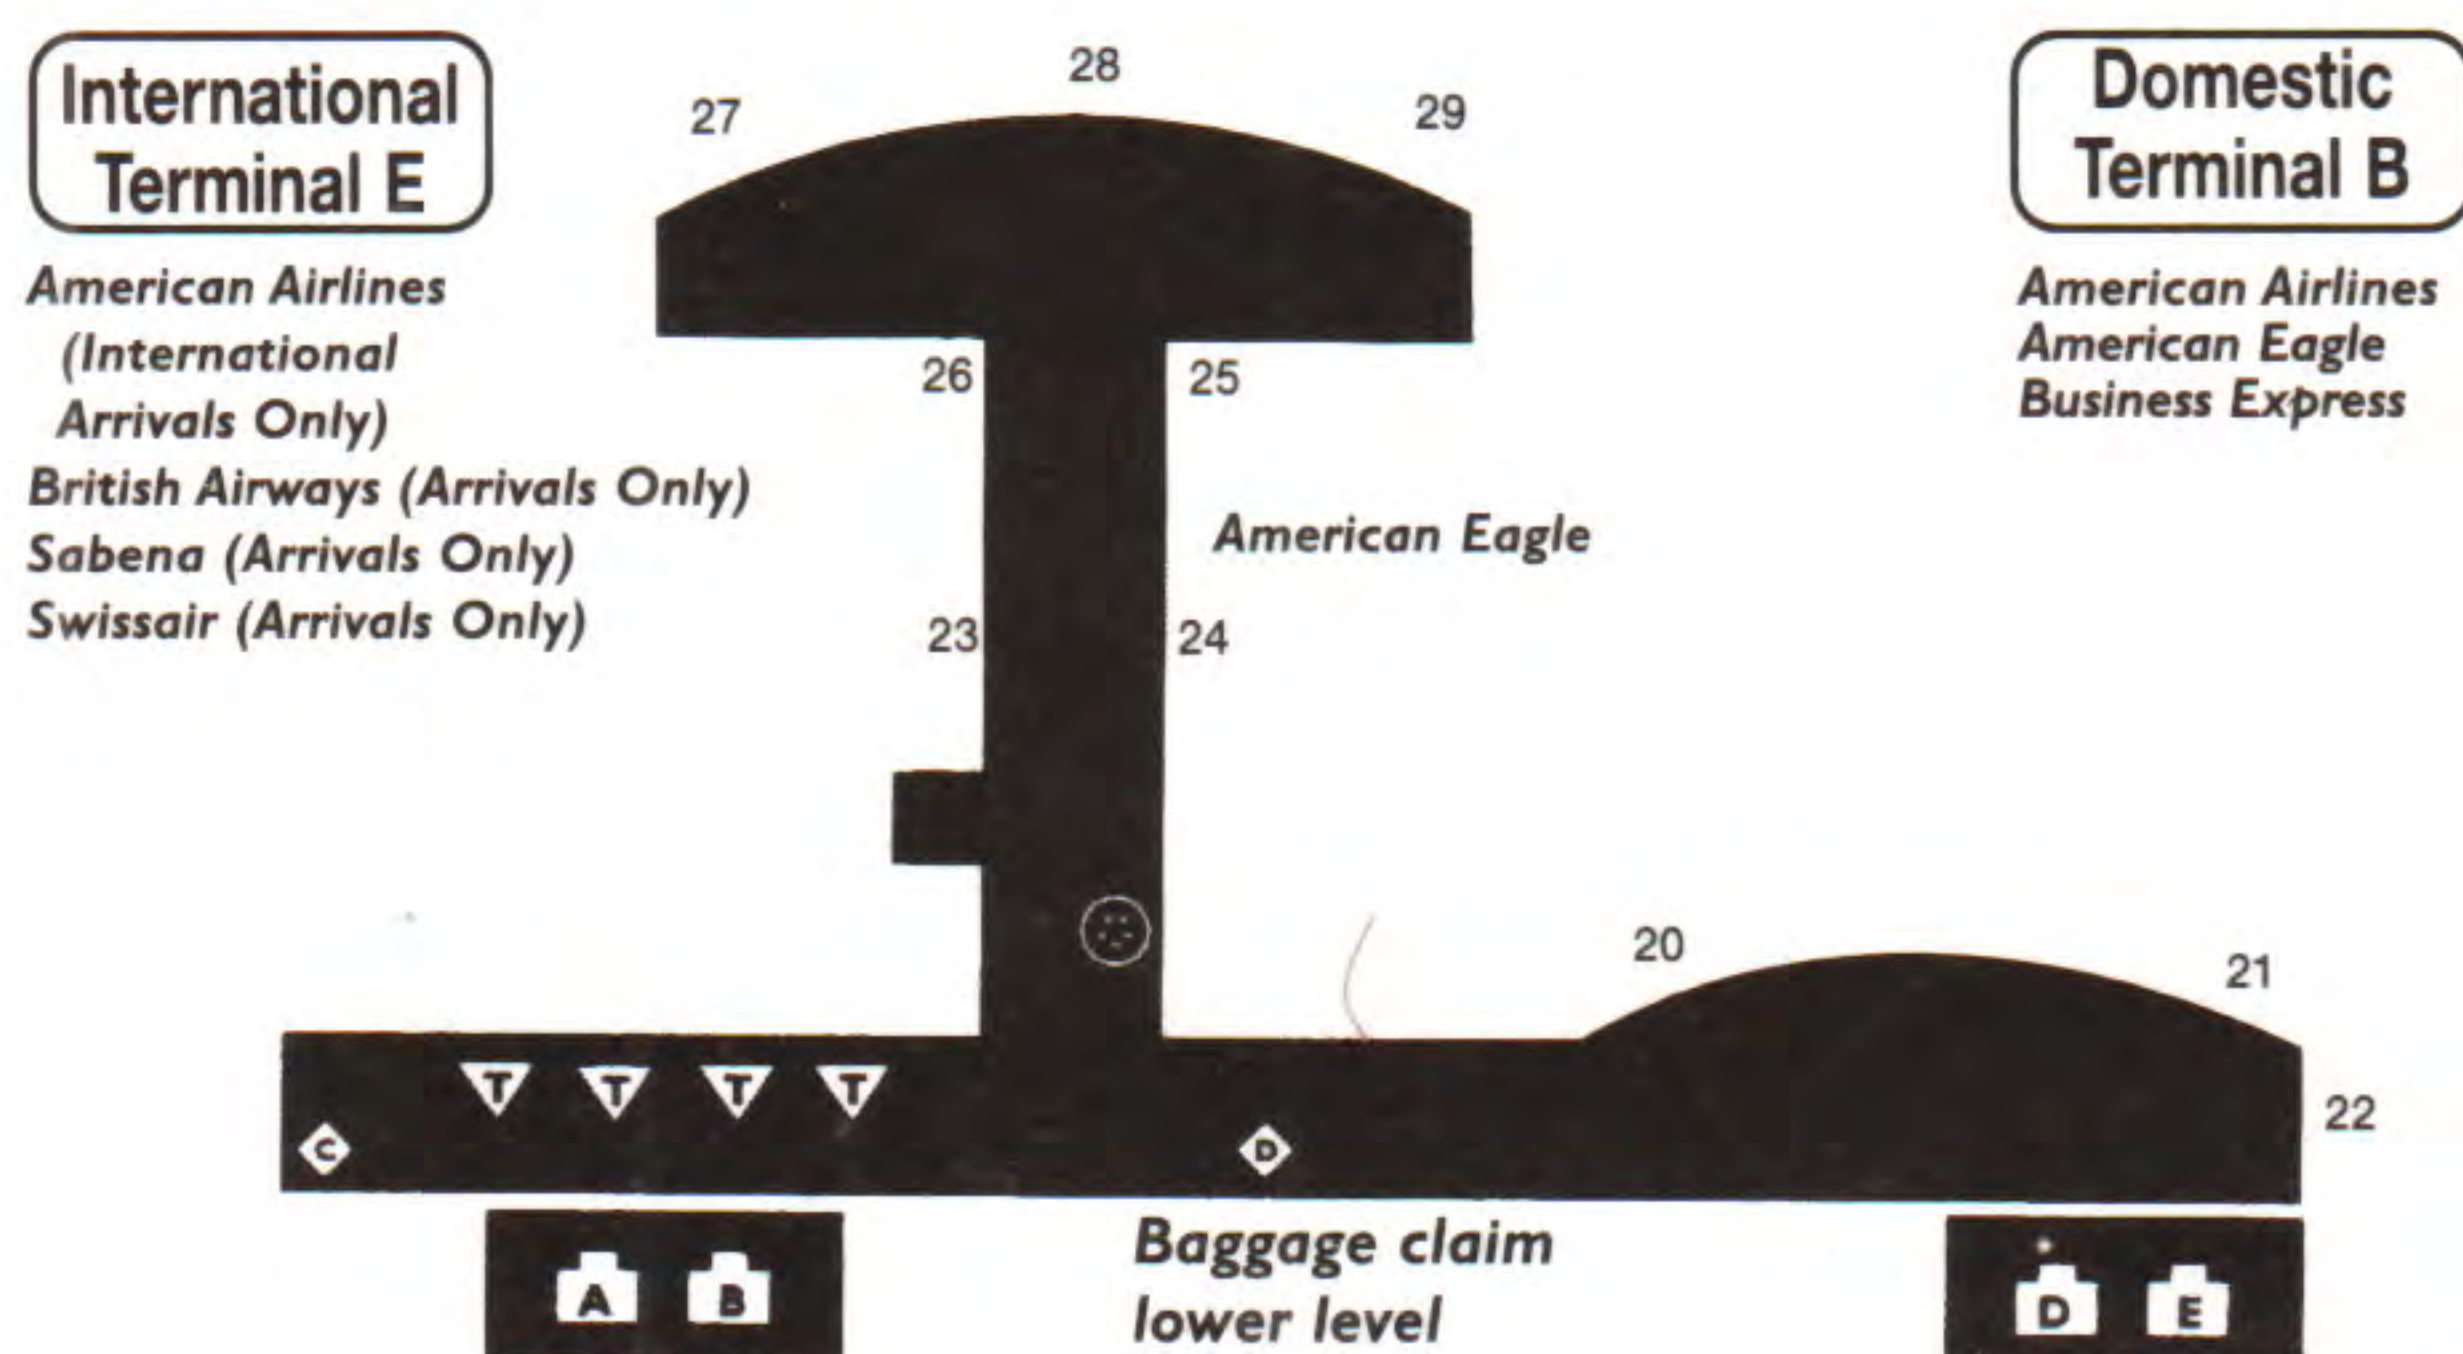 International
Terminal E
American Airlines
(International
Arrivals Only)
British Airways (Arrivals Only)
Sabena (Arrivals Only)
Swissair (Arrivals Only)
27
28
29
Domestic
Terminal B
American Airlines
American Eagle
Business Express
26
25
American Eagle
23
24
20
21
22
T T T T
C
D
A B
Baggage claim
lower level
D E